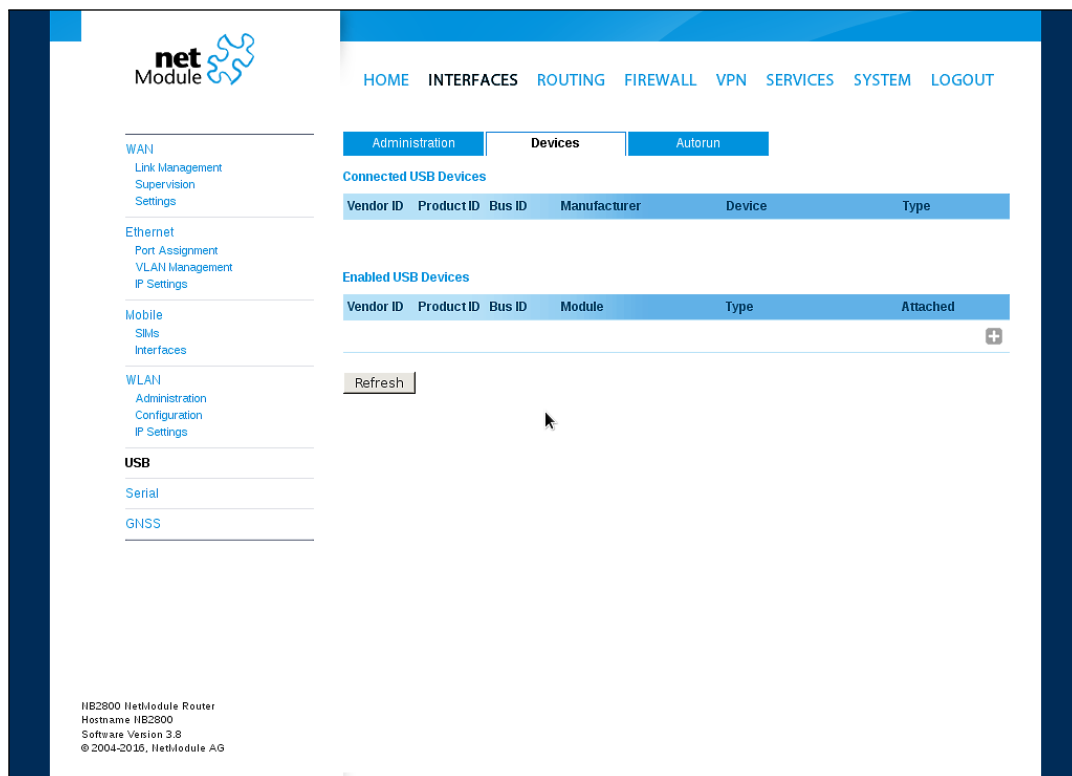 net
Module
HOME INTERFACES ROUTING FIREWALL VPN SERVICES SYSTEM LOGOUT
WAN
Link Management
Supervision
Settings
Ethernet
Port Assignment
VLAN Management
IP Settings
Mobile
SIMs
Interfaces
WLAN
Administration
Configuration
IP Settings
USB
Serial
GNSS
Administration Devices Autorun
Connected USB Devices
Vendor ID Product ID Bus ID Manufacturer Device Type
Enabled USB Devices
Vendor ID Product ID Bus ID Module Type Attached
Refresh
NB2800 NetModule Router
Hostname NB2800
Software Version 3.8
© 2004-2016, NetModule AG